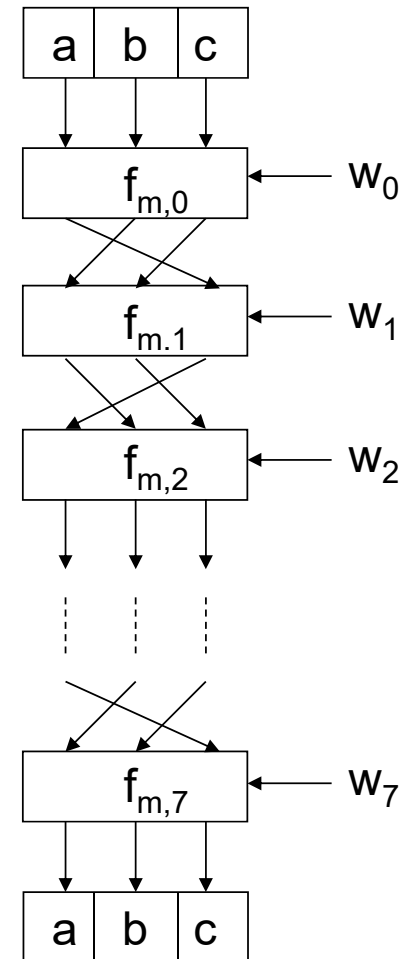 a b c
f_{m,0} w_0
f_{m.1} w_1
f_{m,2} w_2
f_{m,7} w_7
a b c